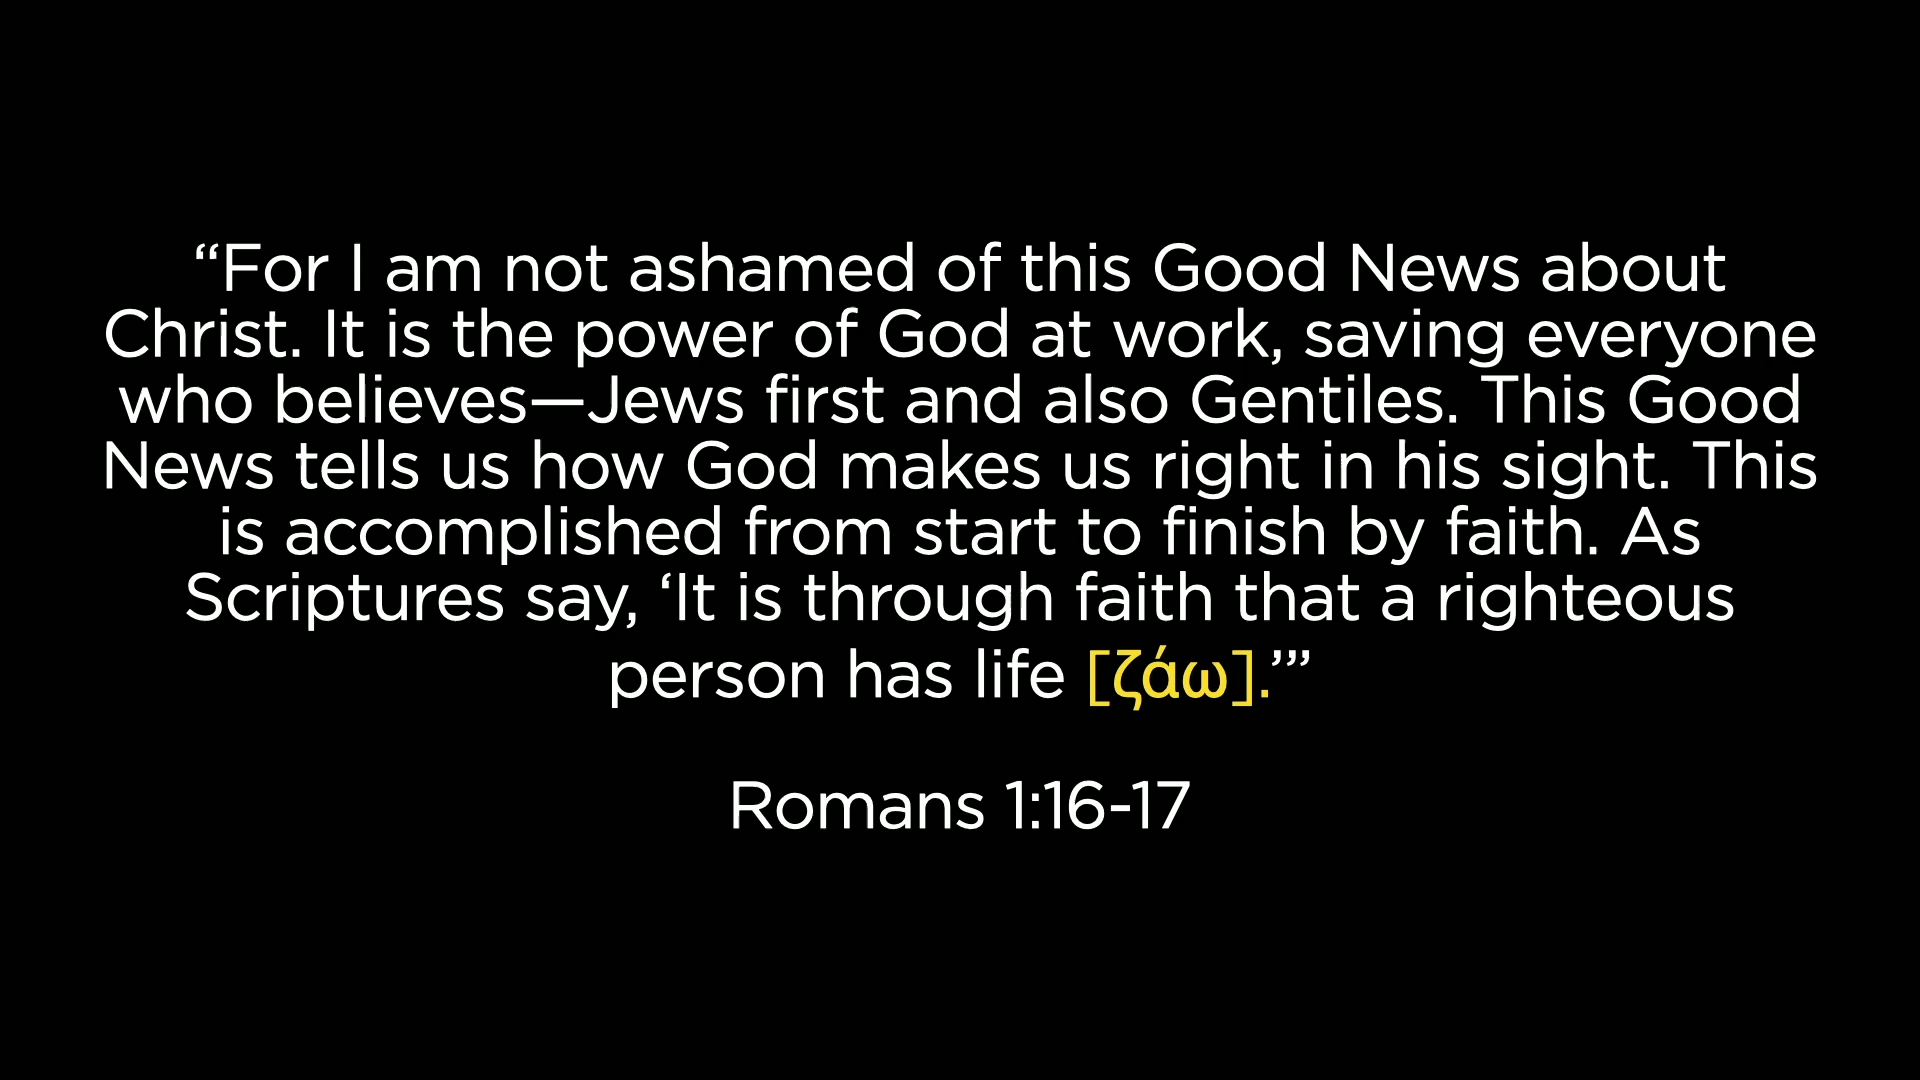 “For I am not ashamed of this Good News about
Christ. It is the power of God at work, saving everyone
who believes—Jews first and also Gentiles. This Good
News tells us how God makes us right in his sight. This
is accomplished from start to finish by faith. As
Scriptures say, ‘It is through faith that a righteous
person has life [ζάω].’”
Romans 1:16-17